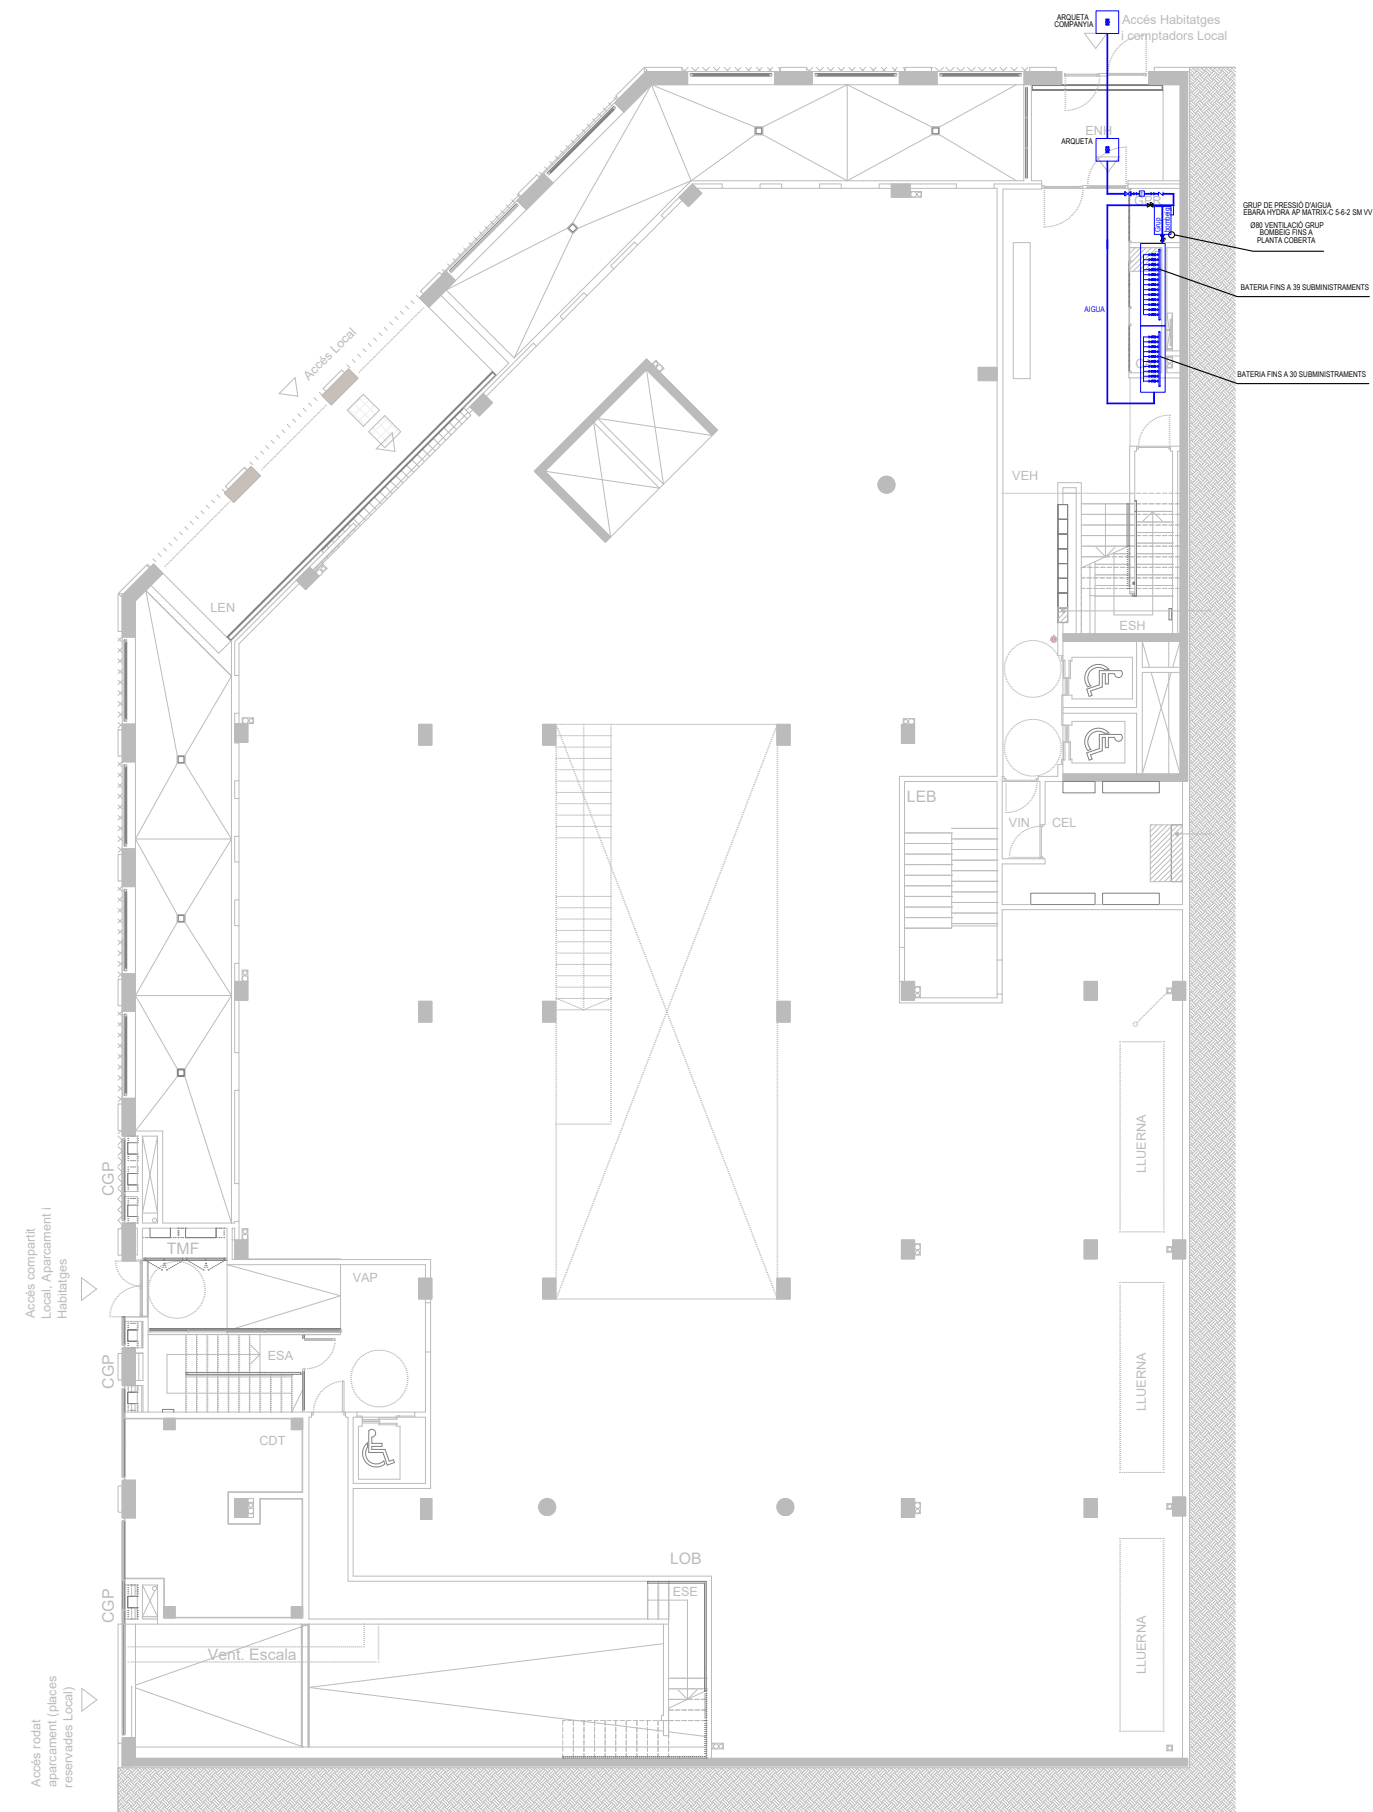 ARQUETA
COMPANYIA
Accés Habitatges
i comptadors Local
ENH
ARQUETA
GPR
Grup
bombeig
GRUP DE PRESSIÓ D'AIGUA
EBARA HYDRA AP MATRIX-C 5-6-2 SM VV
Ø80 VENTILACIÓ GRUP
BOMBEIG FINS A
PLANTA COBERTA
BATERIA FINS A 39 SUBMINISTRAMENTS
AIGUA
BATERIA FINS A 30 SUBMINISTRAMENTS
Accés Local
VEH
LEN
ESH
LEB
VIN
CEL
LLUERNA
CGP
TMF
Accés compartit
Local, Aparcament i
Habitatges
VAP
ESA
CGP
LLUERNA
CDT
LOB
ESE
CGP
LLUERNA
Vent. Escala
Accés rodat
aparcament (places
reservades Local)